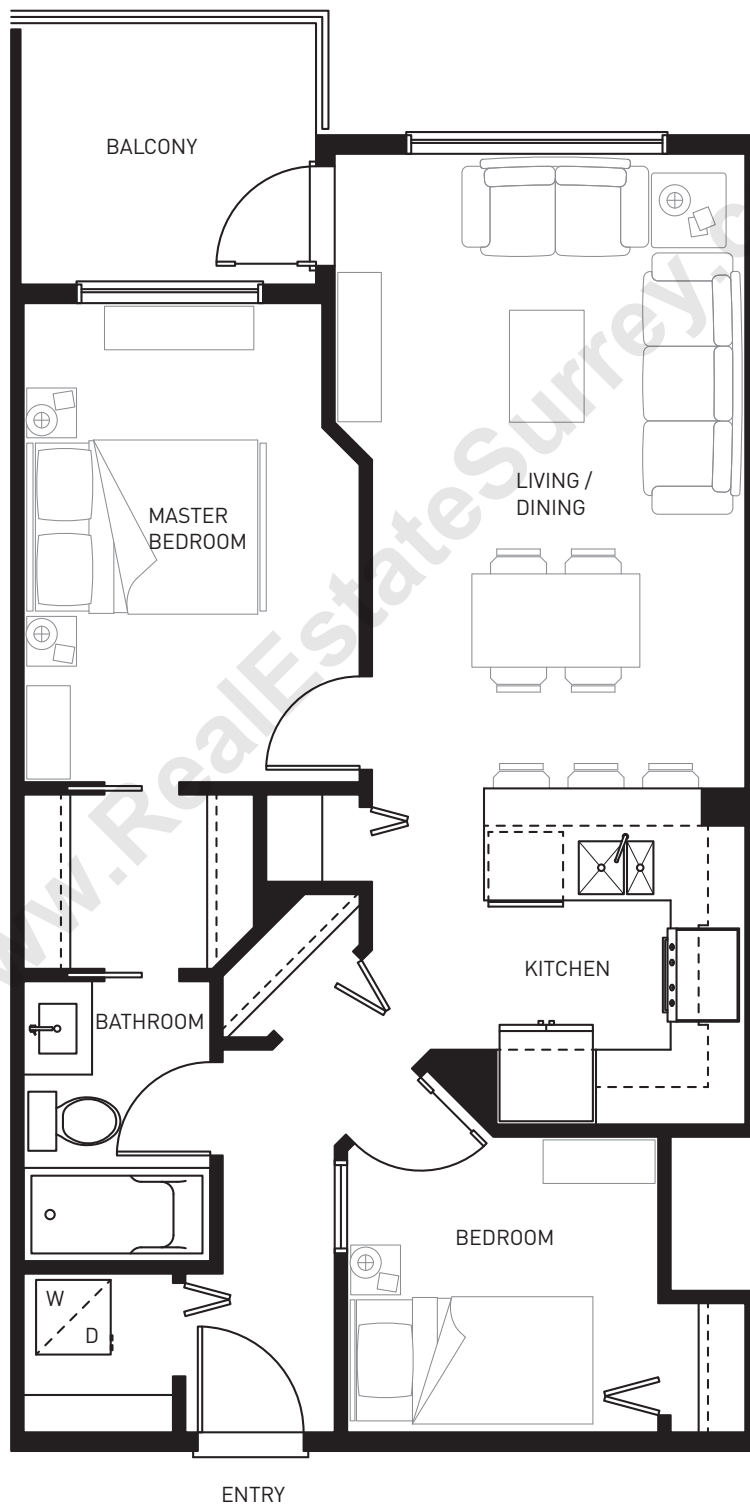 BALCONY
LIVING /
DINING
MASTER
BEDROOM
KITCHEN
BATHROOM
BEDROOM
W
D
ENTRY
www.RealEstateSurrey.c